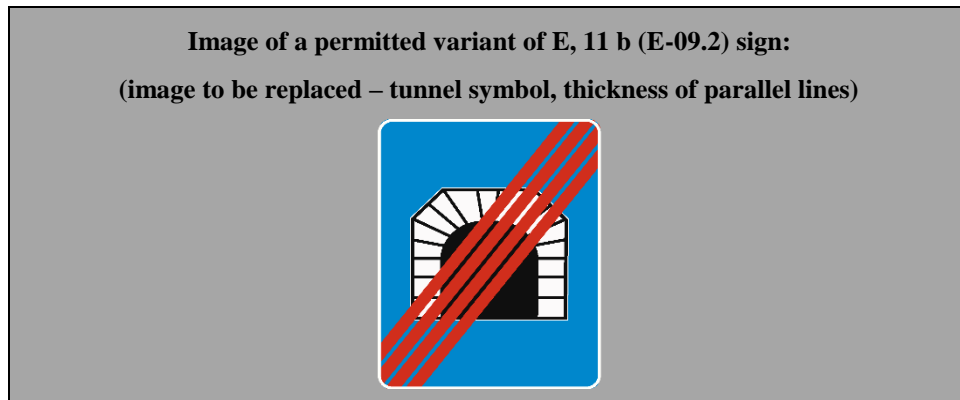 Image of a permitted variant of E, 11 b (E-09.2) sign:
(image to be replaced – tunnel symbol, thickness of parallel lines)